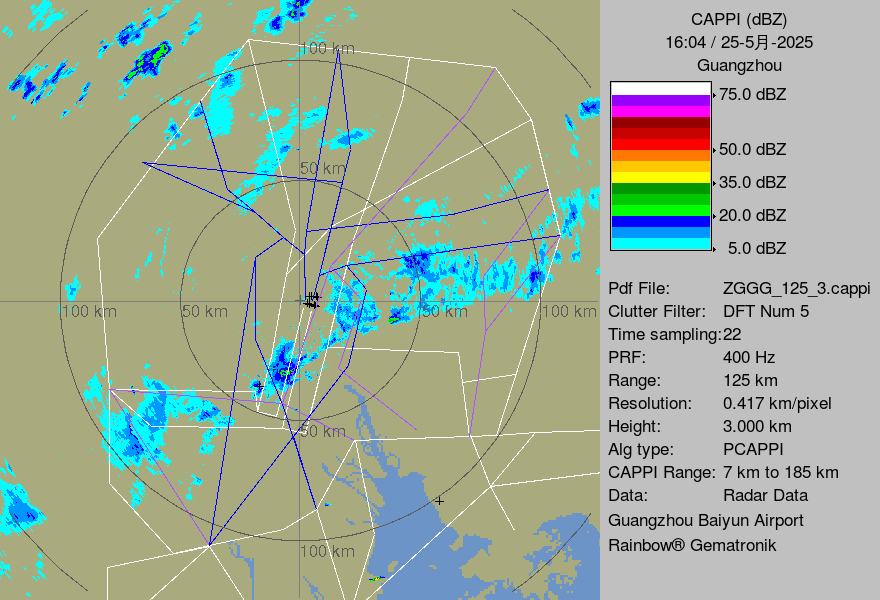 100 km
50 km
100 km
50 km
50 km
100 km
50 km
100 km
CAPPI (dBZ)
16:04 / 25-5月-2025
Guangzhou
75.0 dBZ
50.0 dBZ
35.0 dBZ
20.0 dBZ
5.0 dBZ
Pdf File: ZGGG_125_3.cappi
Clutter Filter: DFT Num 5
Time sampling:22
PRF: 400 Hz
Range: 125 km
Resolution: 0.417 km/pixel
Height: 3.000 km
Alg type: PCAPPI
CAPPI Range: 7 km to 185 km
Data: Radar Data
Guangzhou Baiyun Airport
Rainbow® Gematronik